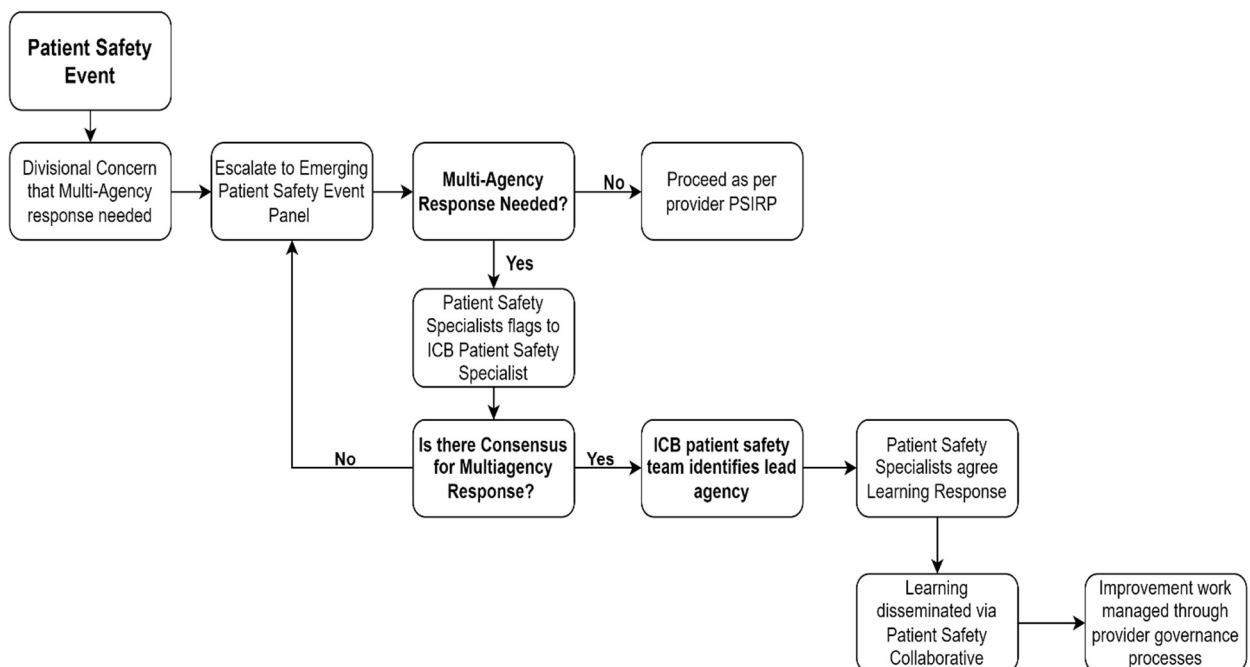 Patient Safety
Event
Divisional Concern
that Multi-Agency
response needed
Escalate to Emerging
Patient Safety Event
Panel
Multi-Agency
Response Needed?
No
Proceed as per
provider PSIRP
Yes
Patient Safety
Specialists flags to
ICB Patient Safety
Specialist
No
Is there Consensus
for Multiagency
Response?
Yes
ICB patient safety
team identifies lead
agency
Patient Safety
Specialists agree
Learning Response
Learning
disseminated via
Patient Safety
Collaborative
Improvement work
managed through
provider governance
processes